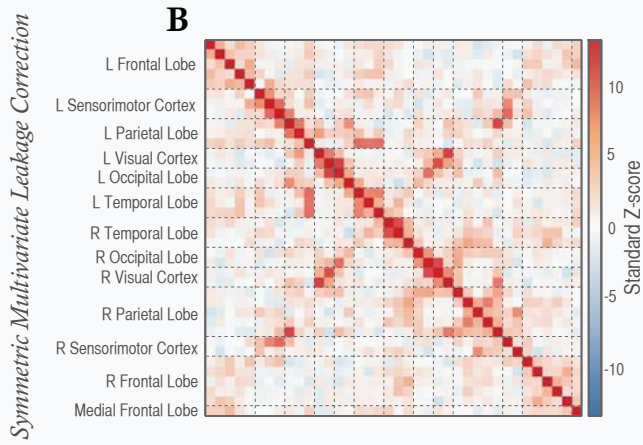 B
Symmetric Multivariate Leakage Correction
L Frontal Lobe
L Sensorimotor Cortex
L Parietal Lobe
L Visual Cortex
L Occipital Lobe
L Temporal Lobe
R Temporal Lobe
R Occipital Lobe
R Visual Cortex
R Parietal Lobe
R Sensorimotor Cortex
R Frontal Lobe
Medial Frontal Lobe
10
5
0
-5
-10
Standard Z-score